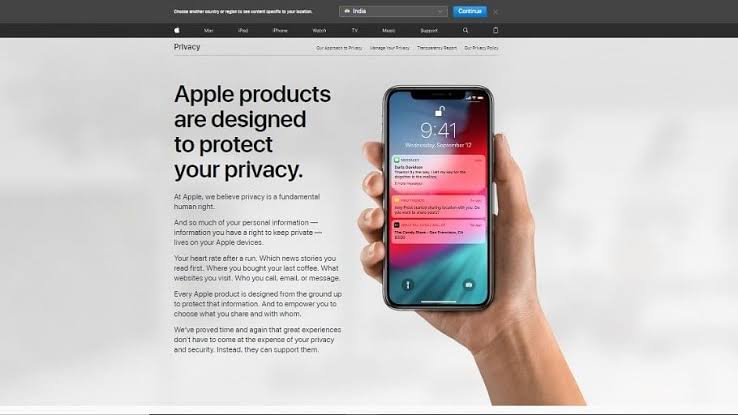 Choose another country or region to see content specific to your location.
India
Continue
Mac iPad iPhone Watch TV Music Support
Privacy
Our Approach to Privacy Manage Your Privacy Transparency Report Our Privacy Policy
Apple products
are designed
to protect
your privacy.
At Apple, we believe privacy is a fundamental
human right.
And so much of your personal information —
information you have a right to keep private —
lives on your Apple devices.
Your heart rate after a run. Which news stories you
read first. Where you bought your last coffee. What
websites you visit. Who you call, email, or message.
Every Apple product is designed from the ground up
to protect that information. And to empower you to
choose what you share and with whom.
We've proved time and again that great experiences
don't have to come at the expense of your privacy
and security. Instead, they can support them.
9:41
Wednesday, September 12
The Candy Store - San Francisco, CA